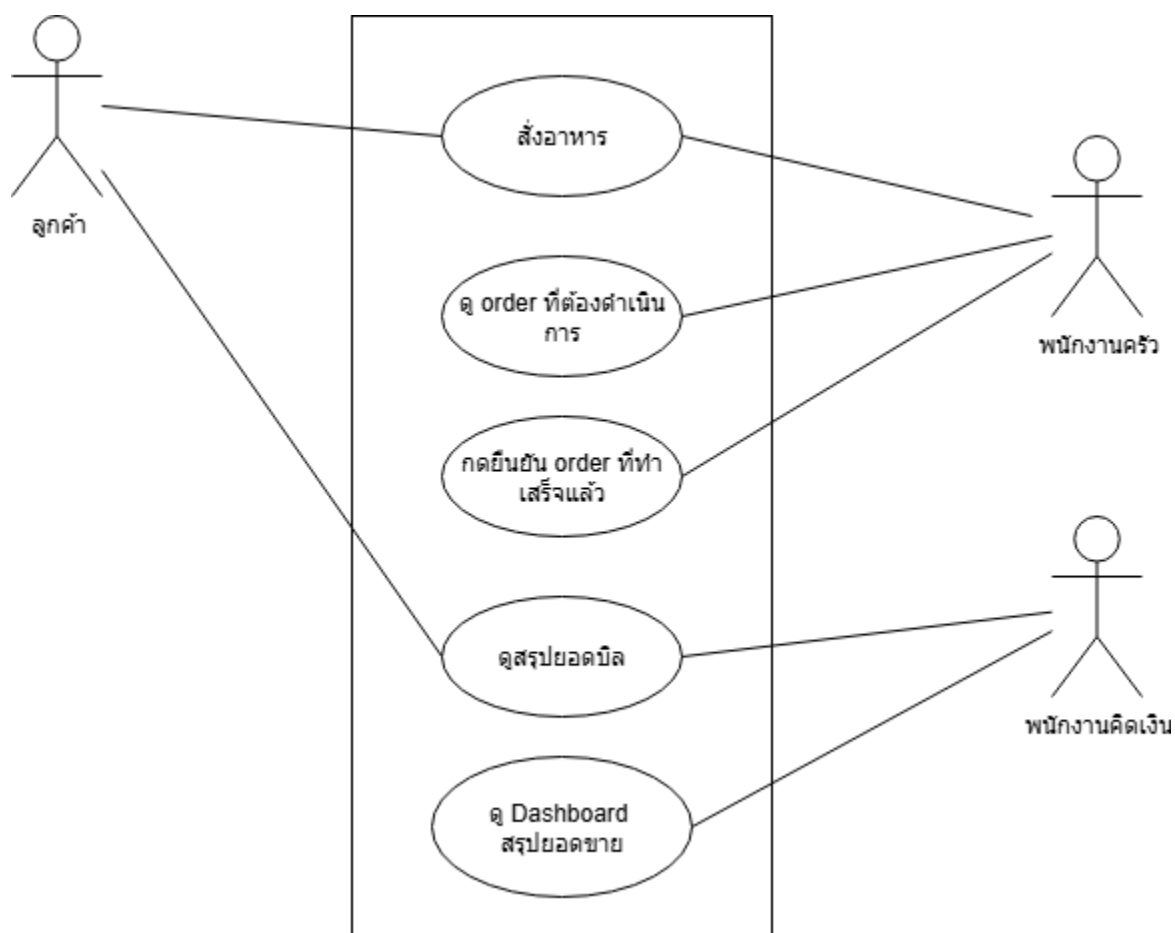 สั่งอาหาร
ลูกค้า
ดู order ที่ต้องดำเนิน
การ
พนักงานครัว
กดยืนยัน order ที่ทำ
เสร็จแล้ว
ดูสรุปยอดบิล
พนักงานคิดเงิน
ดู Dashboard
สรุปยอดขาย